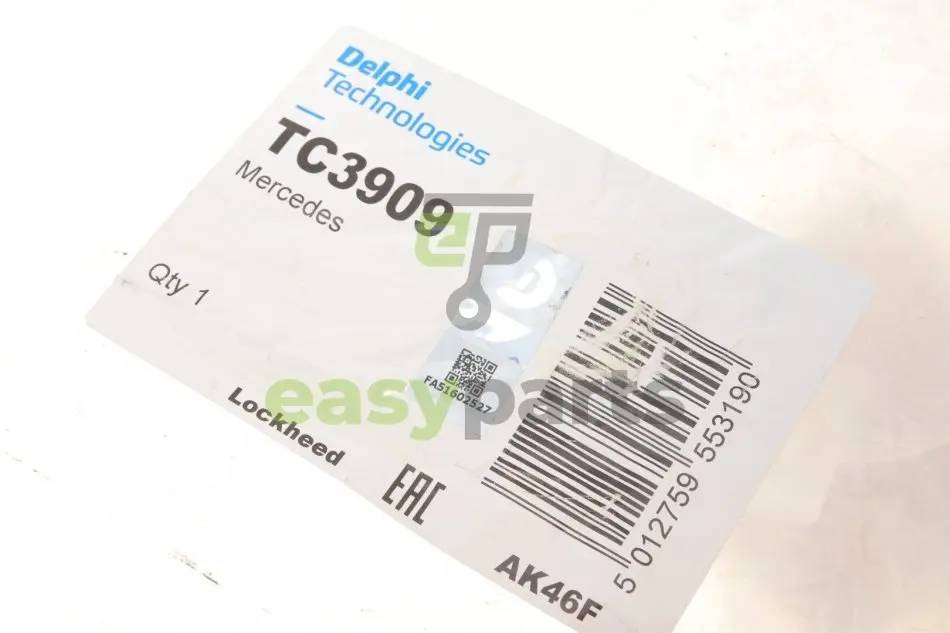 Delphi
Technologies
TC3909
Mercedes
Qty 1
FA51602527
easyparts
Lockheed
EAC
5 012759 553190
AK46F